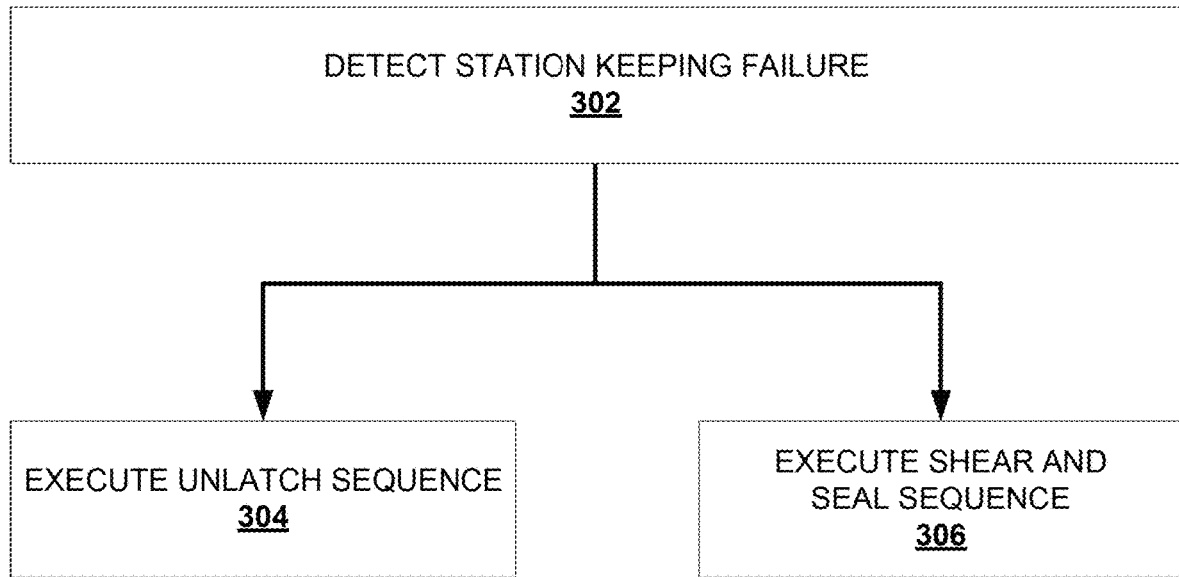 DETECT STATION KEEPING FAILURE
302
EXECUTE UNLATCH SEQUENCE
304
EXECUTE SHEAR AND
SEAL SEQUENCE
306